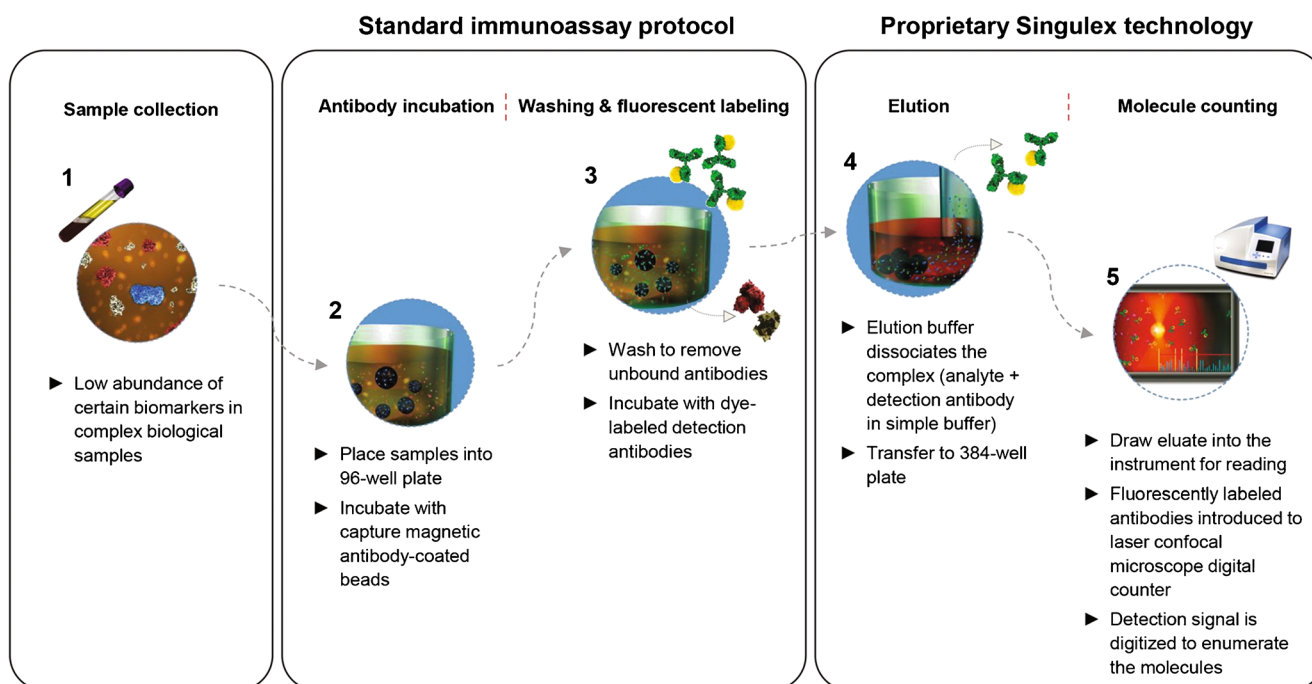 Standard immunoassay protocol
Proprietary Singulex technology
Sample collection
1
► Low abundance of
certain biomarkers in
complex biological
samples
Antibody incubation
2
► Place samples into
96-well plate
► Incubate with
capture magnetic
antibody-coated
beads
Washing & fluorescent labeling
3
► Wash to remove
unbound antibodies
► Incubate with dye-
labeled detection
antibodies
Elution
4
► Elution buffer
dissociates the
complex (analyte +
detection antibody
in simple buffer)
► Transfer to 384-well
plate
Molecule counting
5
► Draw eluate into the
instrument for reading
► Fluorescently labeled
antibodies introduced to
laser confocal
microscope digital
counter
► Detection signal is
digitized to enumerate
the molecules